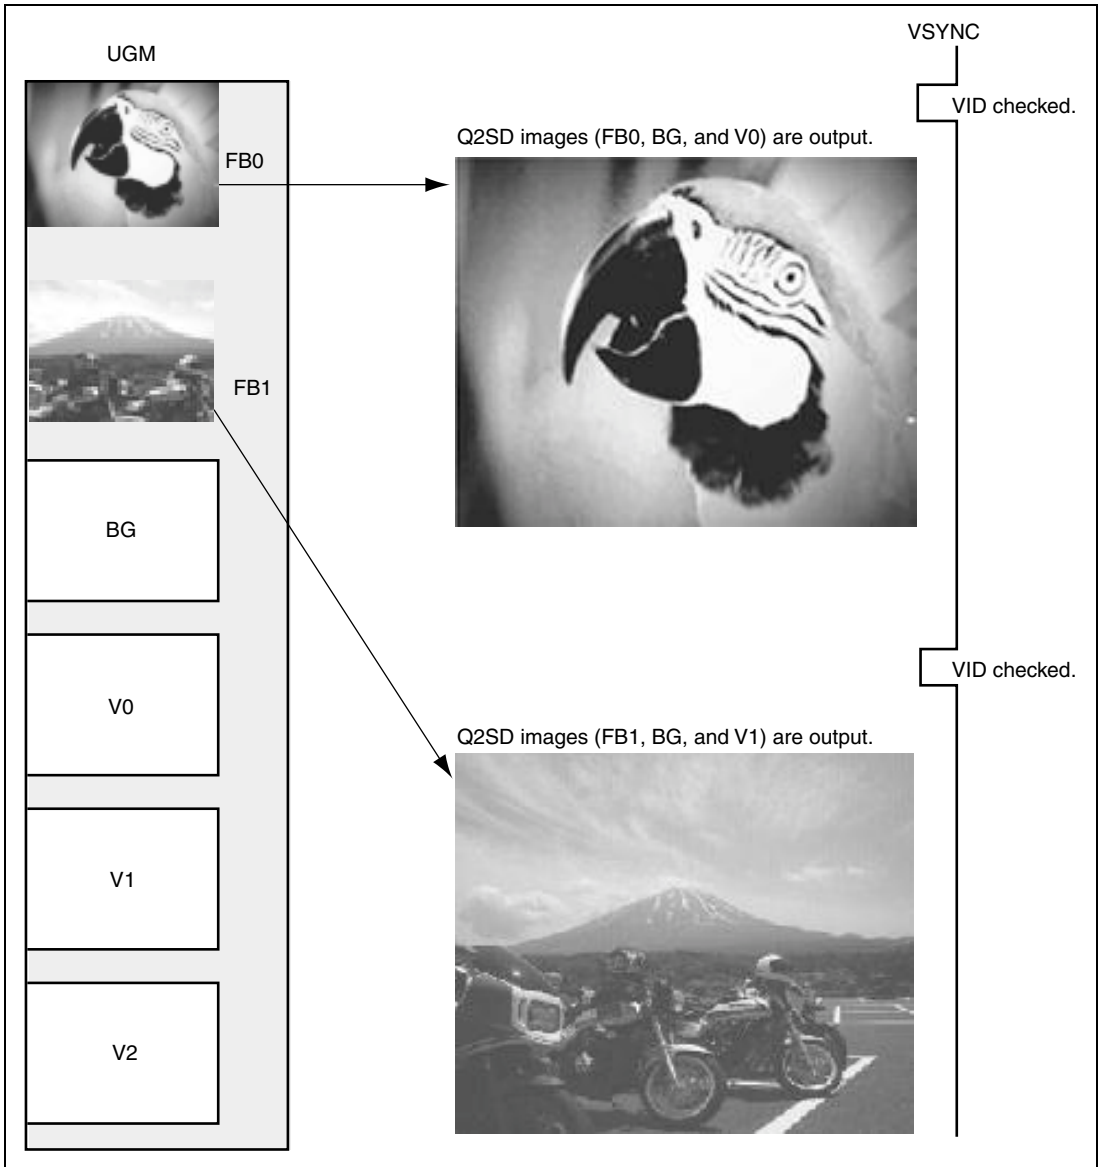 UGM
VSYNC
VID checked.
Q2SD images (FB0, BG, and V0) are output.
FB0
FB1
BG
V0
VID checked.
Q2SD images (FB1, BG, and V1) are output.
V1
V2